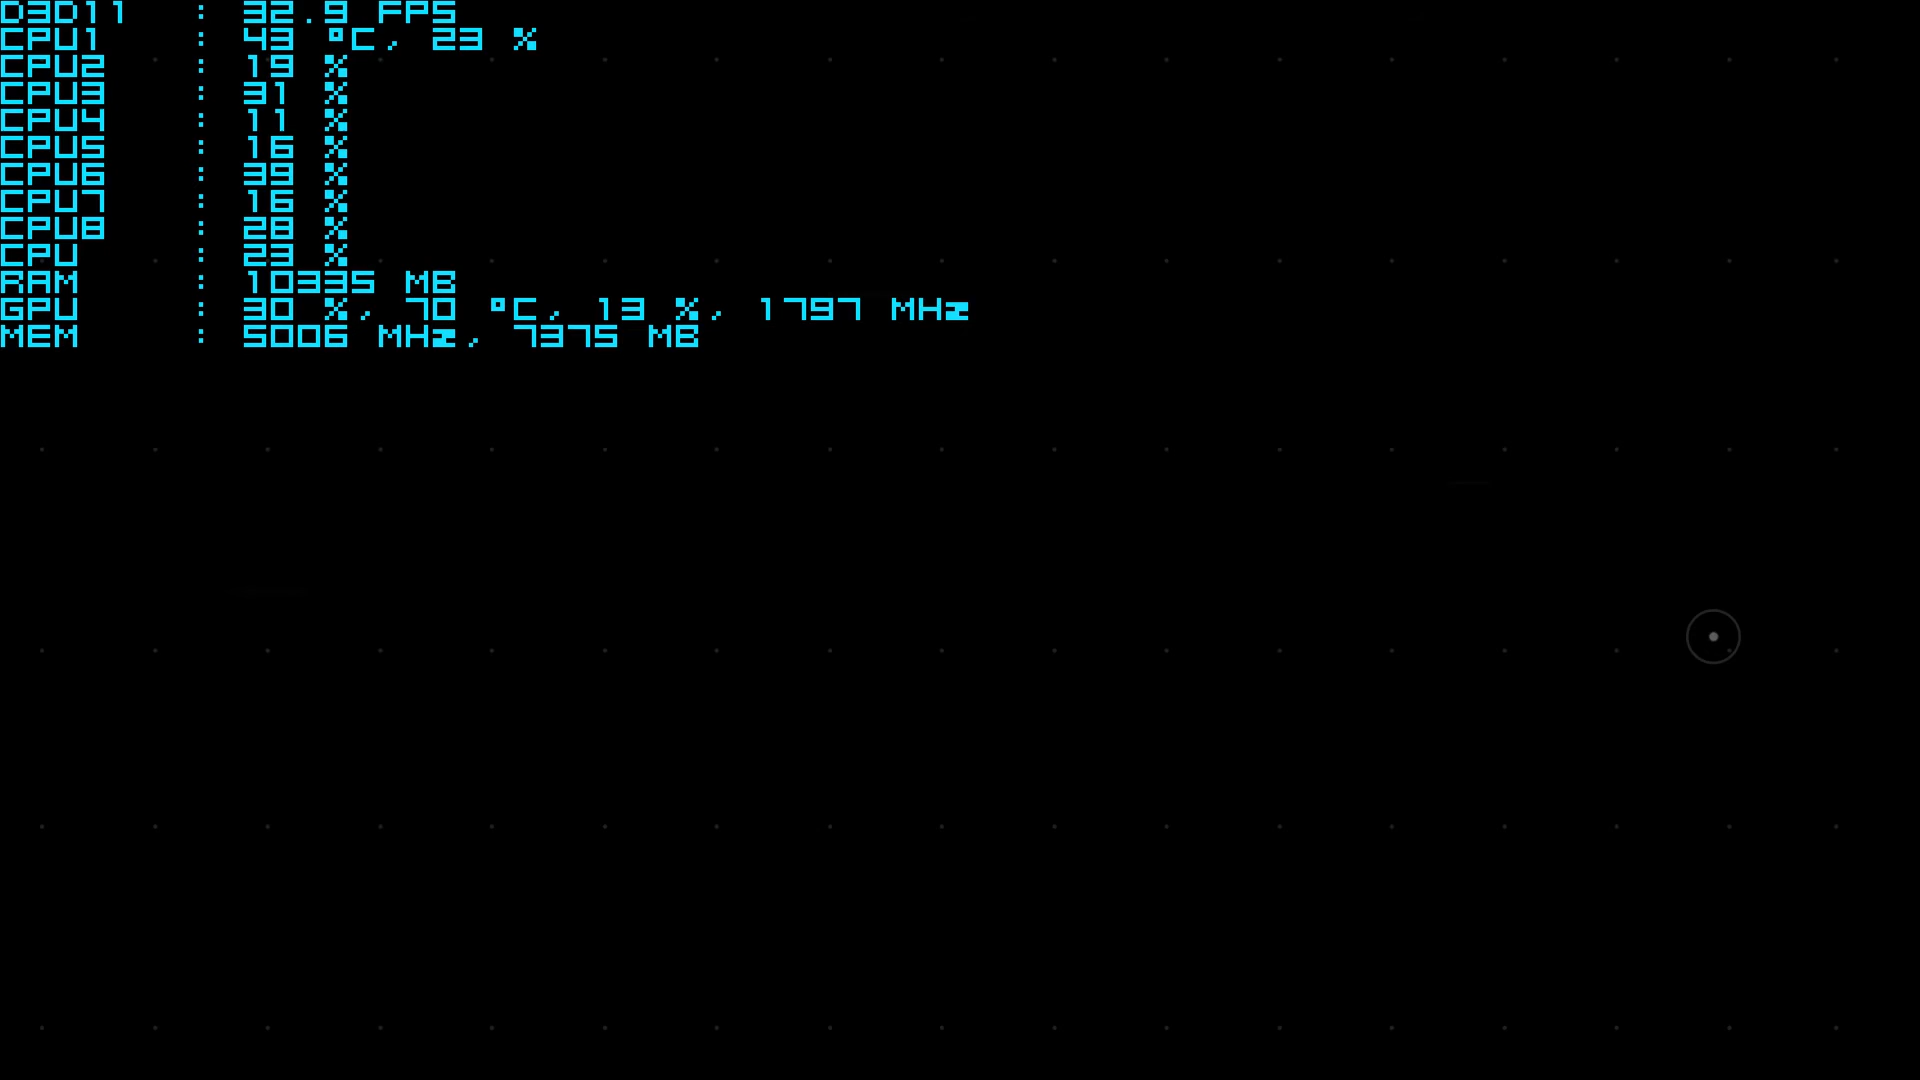 D3D11 : 32.9 FPS
CPU1 : 43 °C, 23 %
CPU2 : 19 %
CPU3 : 31 %
CPU4 : 11 %
CPU5 : 16 %
CPU6 : 39 %
CPU7 : 16 %
CPU8 : 28 %
CPU : 23 %
RAM : 10335 MB
GPU : 30 %, 70 °C, 13 %, 1797 MHz
MEM : 5006 MHz, 7375 MB